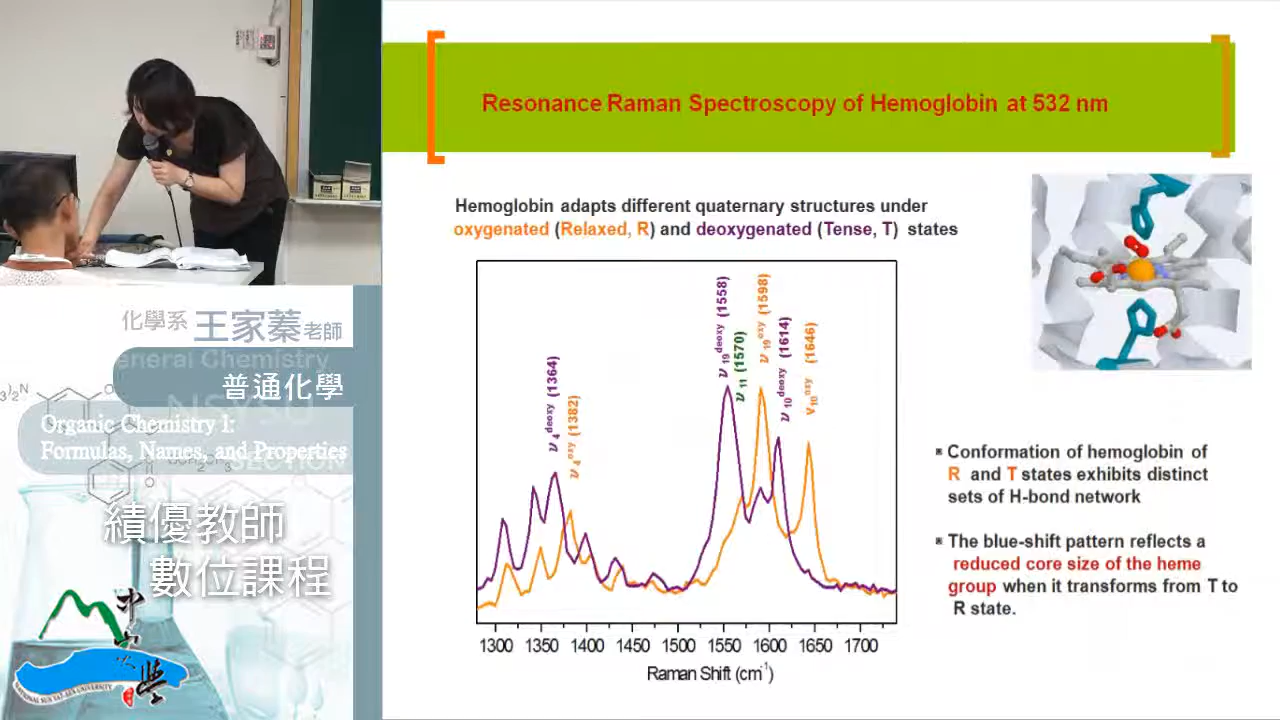 Resonance Raman Spectroscopy of Hemoglobin at 532 nm
Hemoglobin adapts different quaternary structures under
oxygenated (Relaxed, R) and deoxygenated (Tense, T) states
ν4 deoxy (1364)
ν4 oxy (1382)
ν19 deoxy (1558)
ν11 (1570)
ν19 oxy (1598)
ν10 deoxy (1614)
ν10 oxy (1646)
1300 1350 1400 1450 1500 1550 1600 1650 1700
Raman Shift (cm-1)
Conformation of hemoglobin of
R and T states exhibits distinct
sets of H-bond network
The blue-shift pattern reflects a
reduced core size of the heme
group when it transforms from T to
R state.
化學系 王家蓁老師
General Chemistry
普通化學
NSYSU
Organic Chemistry I:
Formulas, Names, and Properties
SECTION
績優教師
數位課程
中山大學
NATIONAL SUN YAT-SEN UNIVERSITY